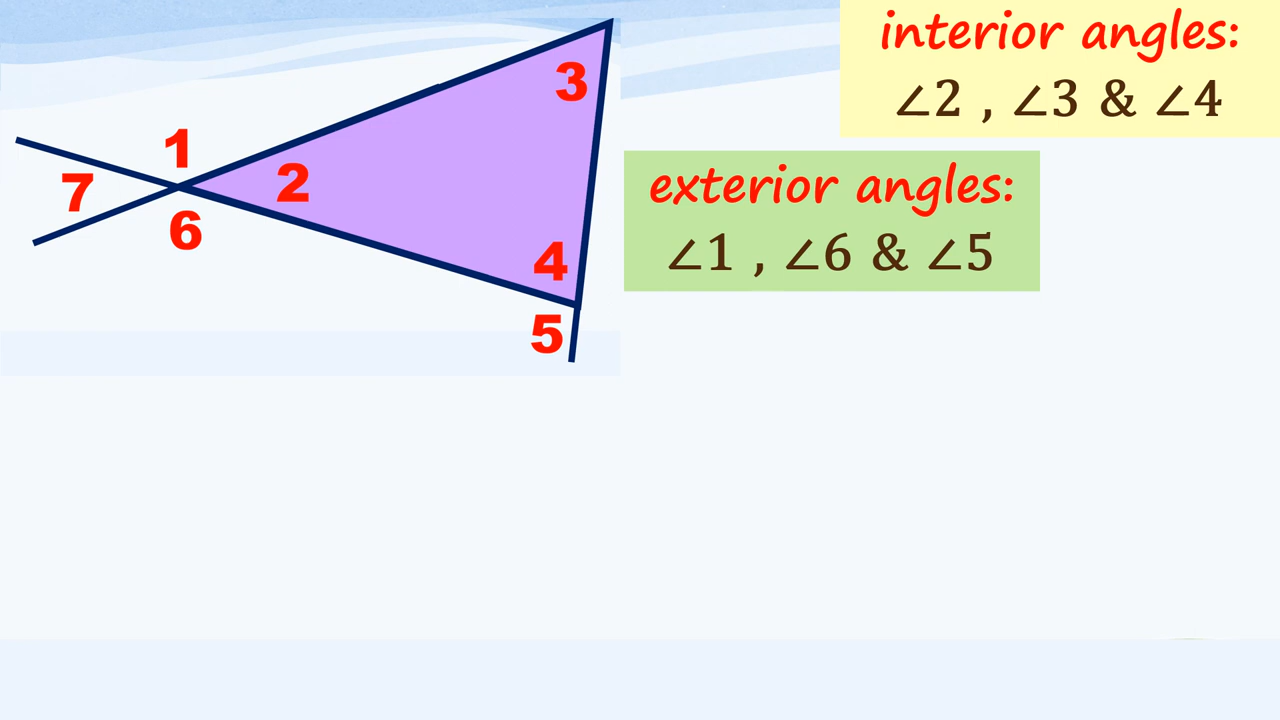 interior angles:
∠2 , ∠3 & ∠4
exterior angles:
∠1 , ∠6 & ∠5
3
1
2
7
6
4
5